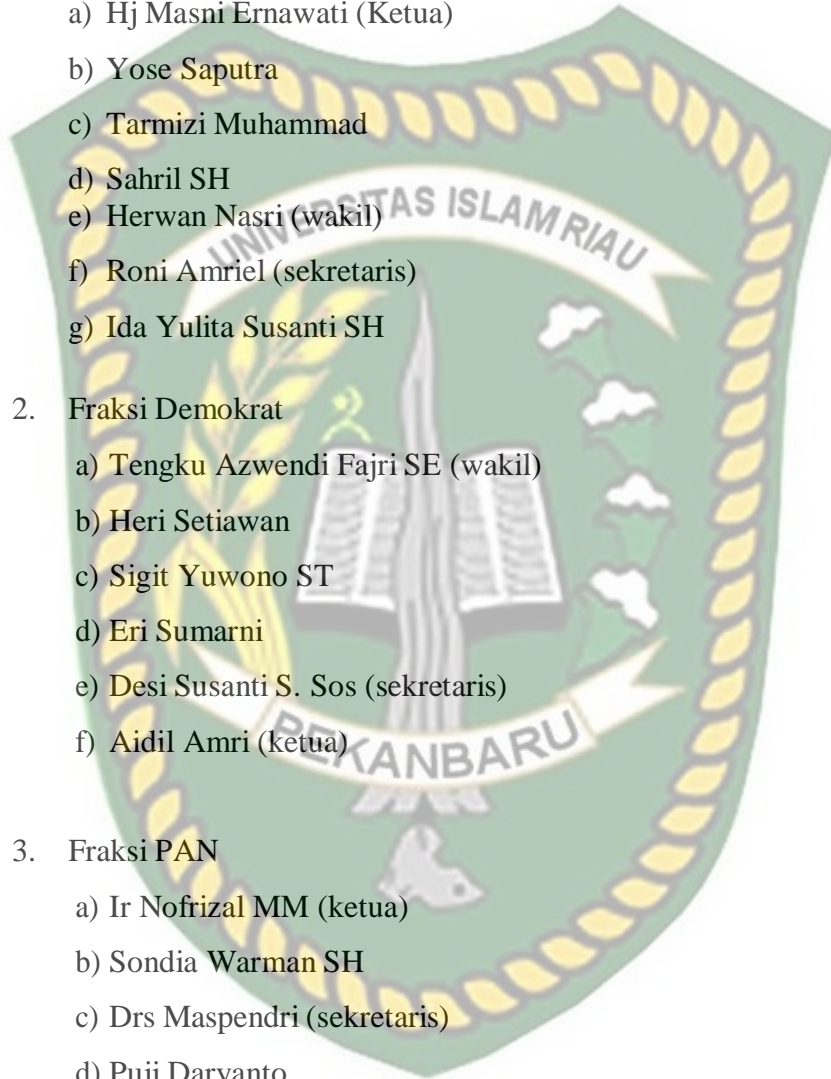 a) Hj Masni Ernawati (Ketua)
b) Yose Saputra
c) Tarmizi Muhammad
d) Sahril SH
e) Herwan Nasri (wakil)
f) Roni Amriel (sekretaris)
g) Ida Yulita Susanti SH
2. Fraksi Demokrat
a) Tengku Azwendi Fajri SE (wakil)
b) Heri Setiawan
c) Sigit Yuwono ST
d) Eri Sumarni
e) Desi Susanti S. Sos (sekretaris)
f) Aidil Amri (ketua)
3. Fraksi PAN
a) Ir Nofrizal MM (ketua)
b) Sondia Warman SH
c) Drs Maspendri (sekretaris)
d) Puji Daryanto
UNIVERSITAS ISLAM RIAU
PEKANBARU